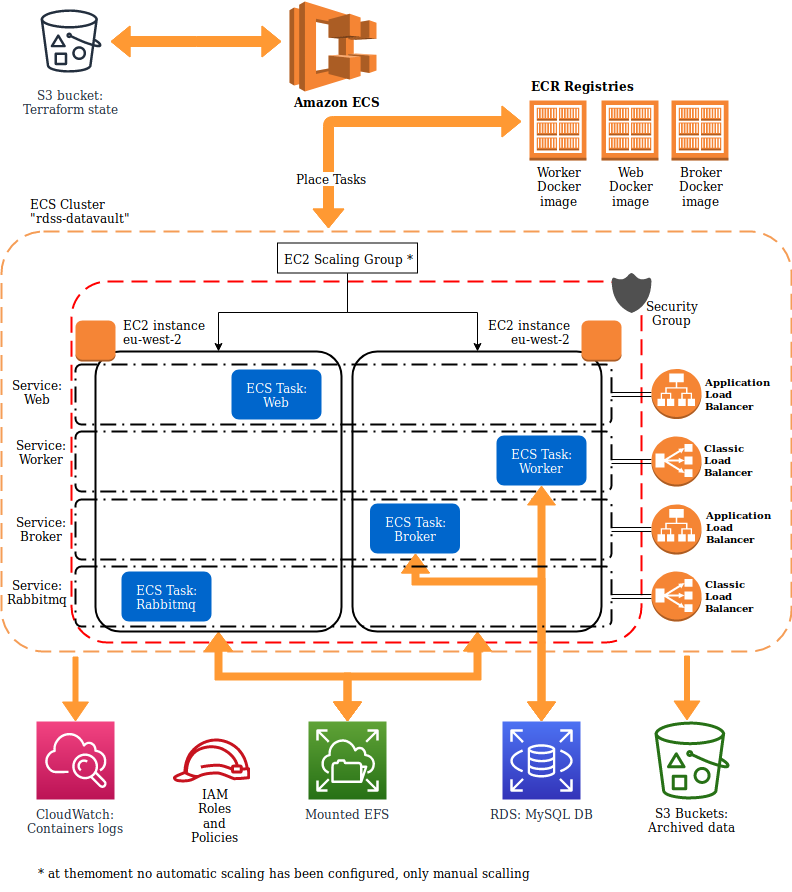 S3 bucket:
Terraform state
Amazon ECS
ECR Registries
Worker
Docker
image
Web
Docker
image
Broker
Docker
image
Place Tasks
ECS Cluster
"rdss-datavault"
EC2 Scaling Group *
Security
Group
EC2 instance
eu-west-2
EC2 instance
eu-west-2
Service:
Web
ECS Task:
Web
Application
Load
Balancer
Service:
Worker
ECS Task:
Worker
Classic
Load
Balancer
Service:
Broker
ECS Task:
Broker
Application
Load
Balancer
Service:
Rabbitmq
ECS Task:
Rabbitmq
Classic
Load
Balancer
CloudWatch:
Containers logs
IAM
Roles
and
Policies
Mounted EFS
RDS: MySQL DB
S3 Buckets:
Archived data
* at themoment no automatic scaling has been configured, only manual scalling